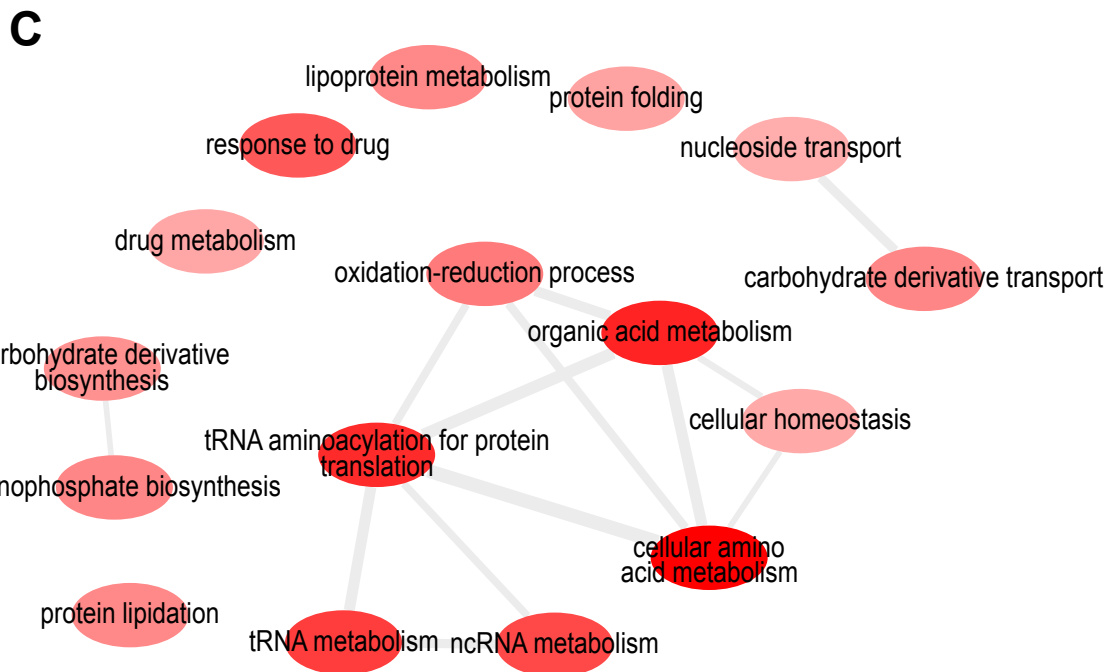 C
lipoprotein metabolism
protein folding
response to drug
nucleoside transport
drug metabolism
oxidation-reduction process
carbohydrate derivative transport
organic acid metabolism
rbohydrate derivative
biosynthesis
cellular homeostasis
tRNA aminoacylation for protein
translation
nophosphate biosynthesis
cellular amino
acid metabolism
protein lipidation
tRNA metabolism
ncRNA metabolism